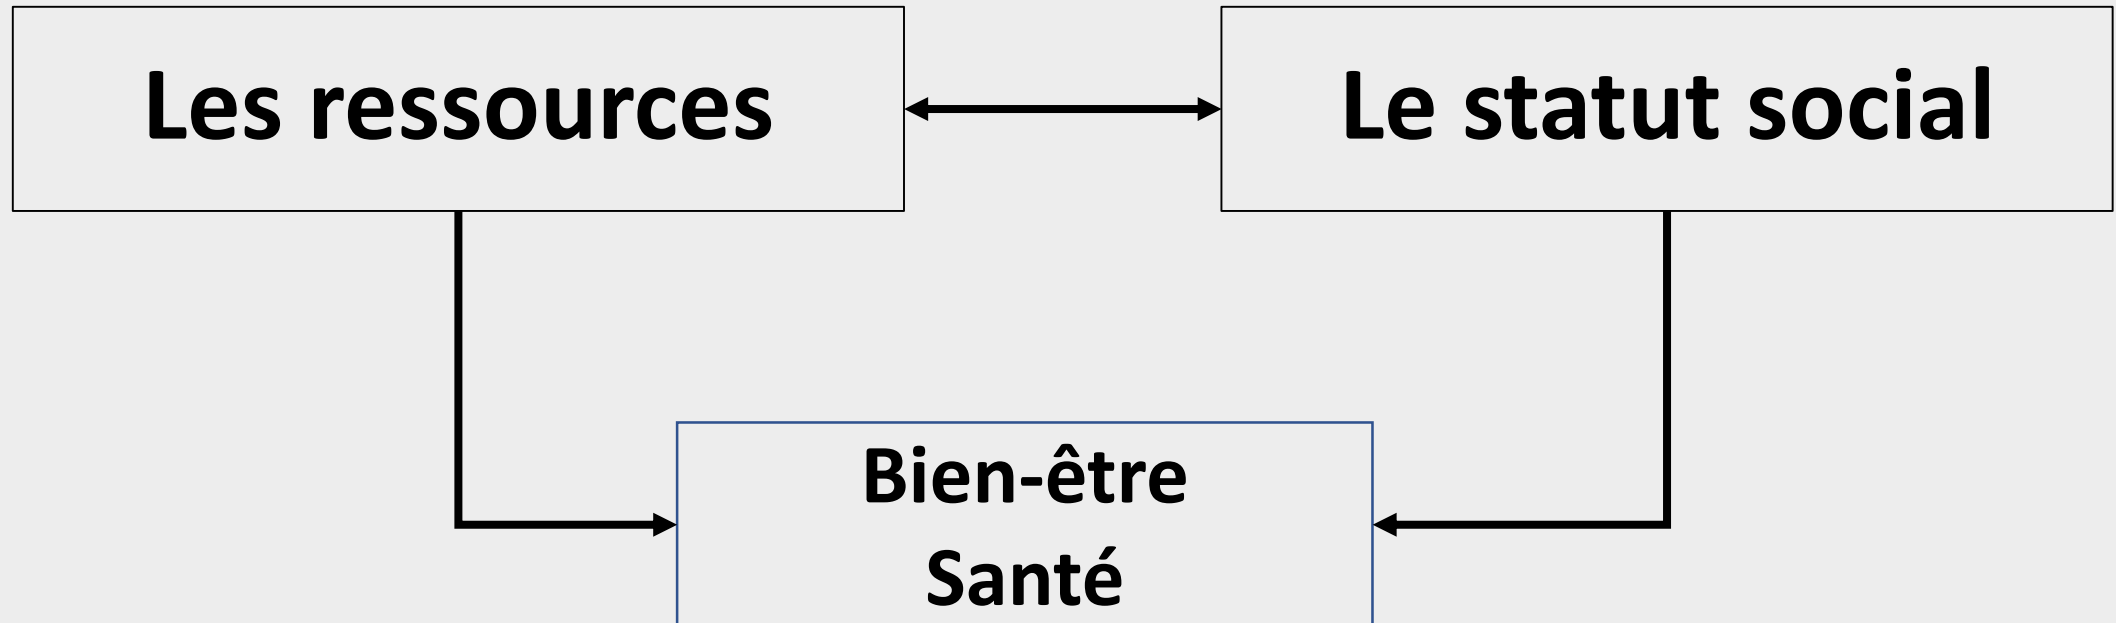 Les ressources
Le statut social
Bien-être
Santé